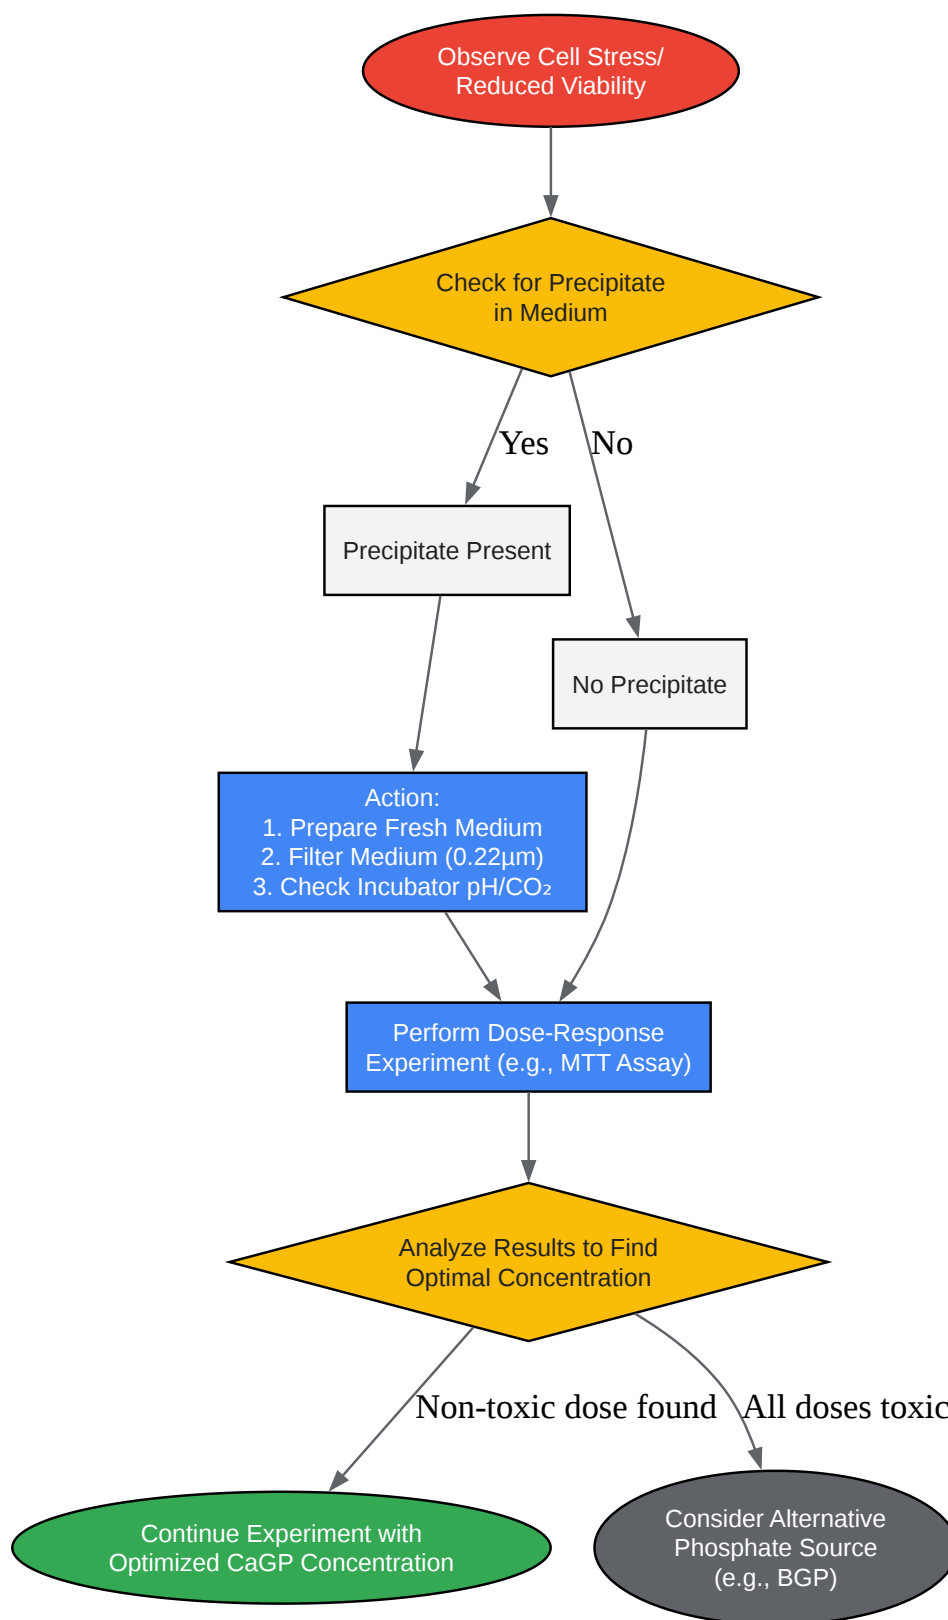 Observe Cell Stress/
Reduced Viability
Check for Precipitate
in Medium
Yes
No
Precipitate Present
No Precipitate
Action:
1. Prepare Fresh Medium
2. Filter Medium (0.22µm)
3. Check Incubator pH/CO₂
Perform Dose-Response
Experiment (e.g., MTT Assay)
Analyze Results to Find
Optimal Concentration
Non-toxic dose found
All doses toxic
Continue Experiment with
Optimized CaGP Concentration
Consider Alternative
Phosphate Source
(e.g., BGP)